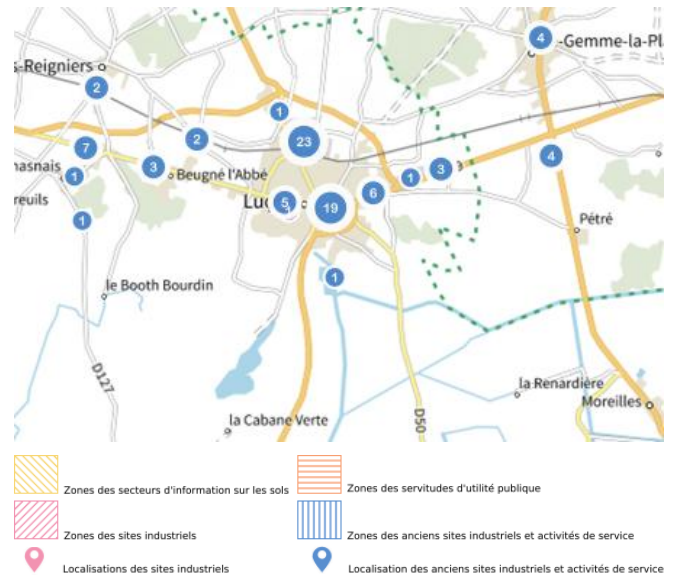 4
-Gemme-la-Pl
s-Reigniers
2
1
23
2
7
3
Beugné l'Abbé
nasnais
1
6
1
3
4
reuils
5
Luç
19
1
Pétré
1
le Booth Bourdin
D127
la Renardière
Moreilles
la Cabane Verte
D50
Zones des secteurs d'information sur les sols
Zones des servitudes d'utilité publique
Zones des sites industriels
Zones des anciens sites industriels et activités de service
Localisations des sites industriels
Localisation des anciens sites industriels et activités de service